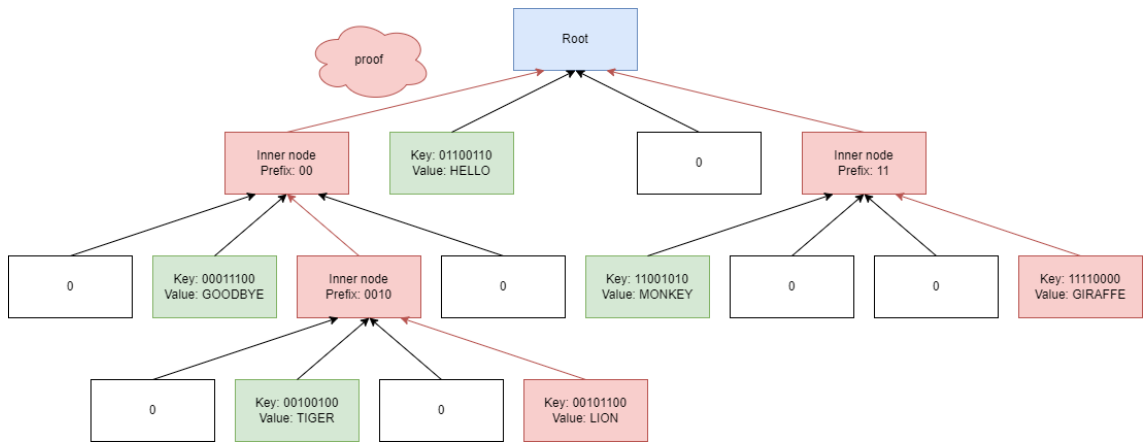 Root
proof
Inner node
Prefix: 00
Key: 01100110
Value: HELLO
0
Inner node
Prefix: 11
0
Key: 00011100
Value: GOODBYE
Inner node
Prefix: 0010
0
Key: 11001010
Value: MONKEY
0
0
Key: 11110000
Value: GIRAFFE
0
Key: 00100100
Value: TIGER
0
Key: 00101100
Value: LION